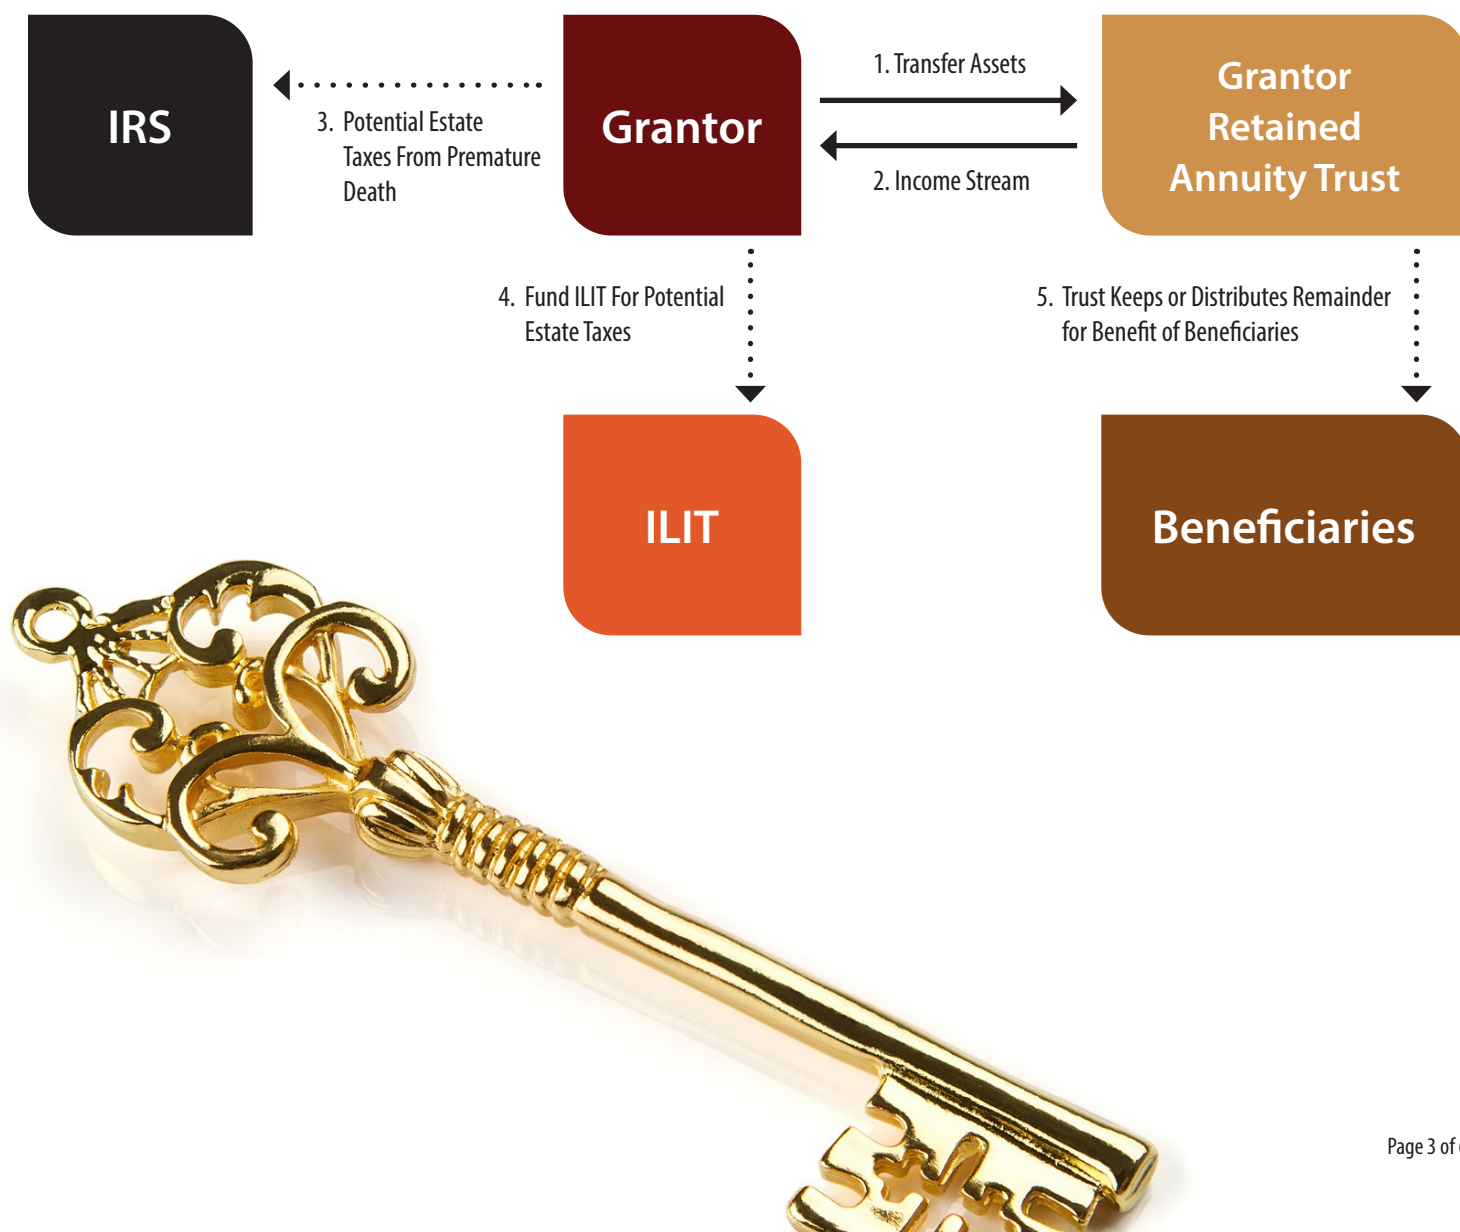 IRS
3. Potential Estate
Taxes From Premature
Death
Grantor
1. Transfer Assets
2. Income Stream
Grantor
Retained
Annuity Trust
4. Fund ILIT For Potential
Estate Taxes
5. Trust Keeps or Distributes Remainder
for Benefit of Beneficiaries
ILIT
Beneficiaries
Page 3 of